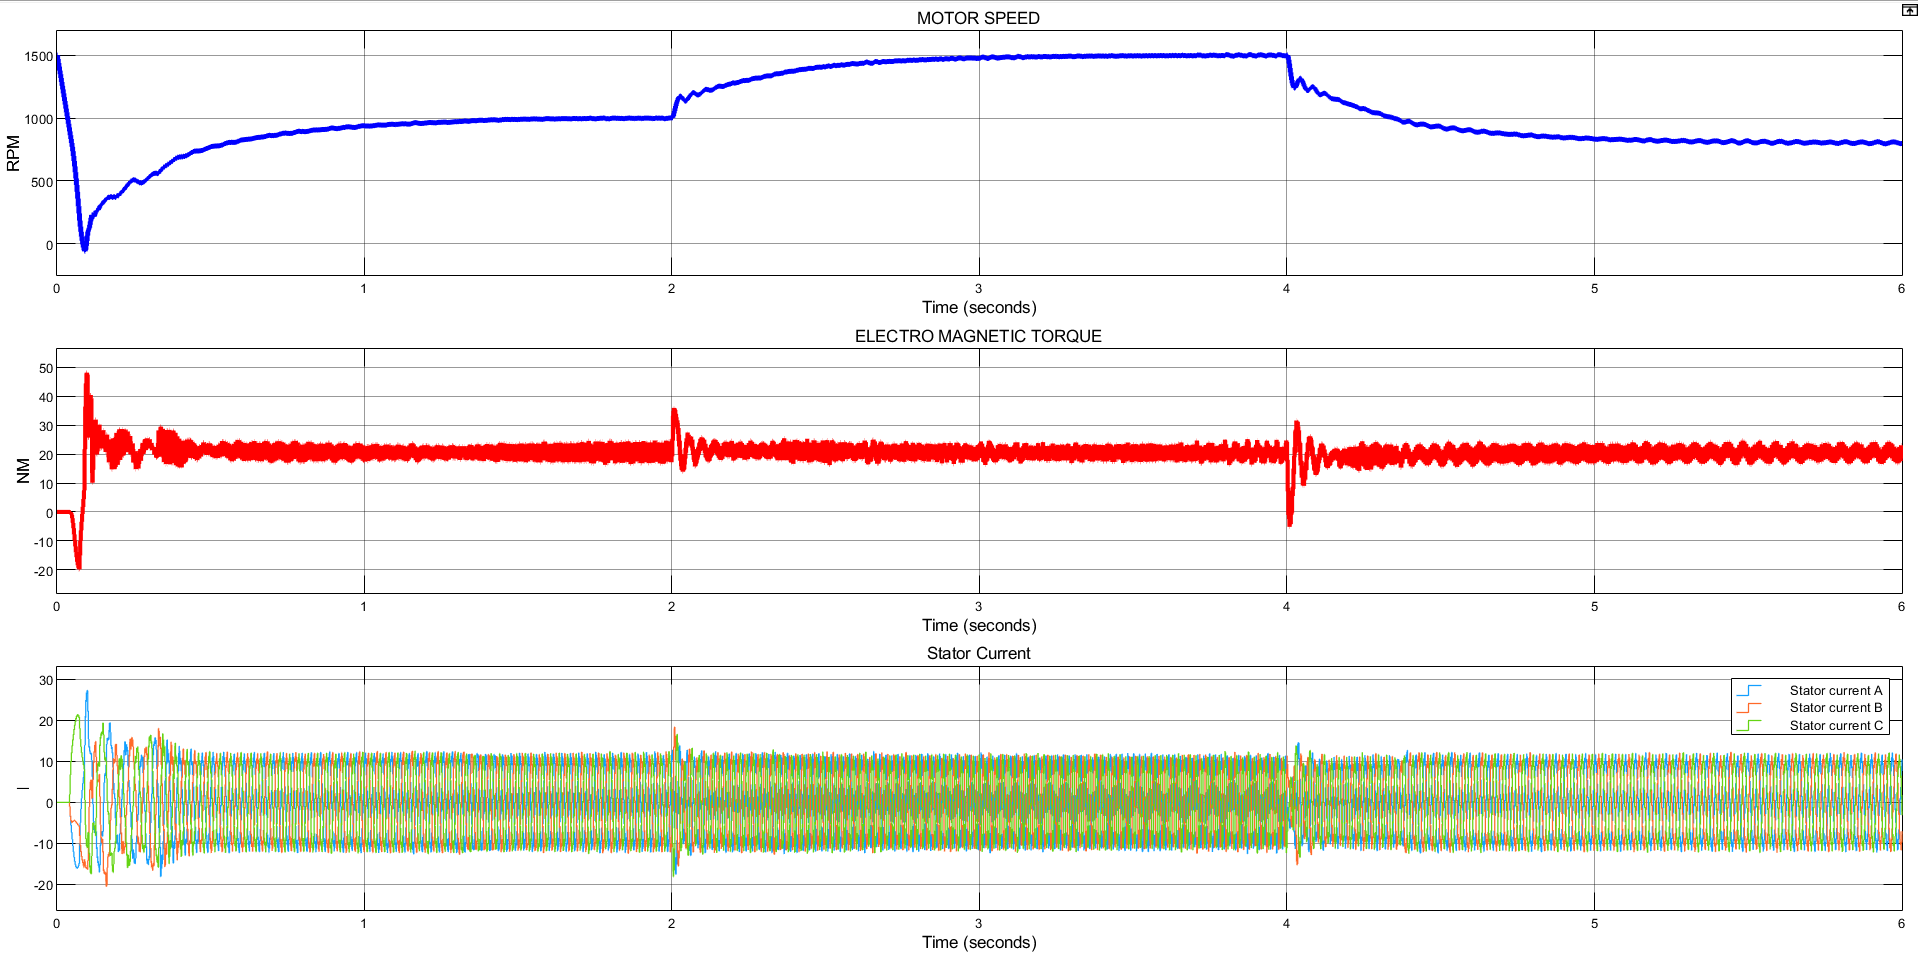 MOTOR SPEED
1500
1000
500
0
RPM
0 1 2 3 4 5 6
Time (seconds)
ELECTRO MAGNETIC TORQUE
50
40
30
20
10
0
-10
-20
NM
0 1 2 3 4 5 6
Time (seconds)
Stator Current
30
20
10
0
-10
-20
I
Stator current A
Stator current B
Stator current C
0 1 2 3 4 5 6
Time (seconds)